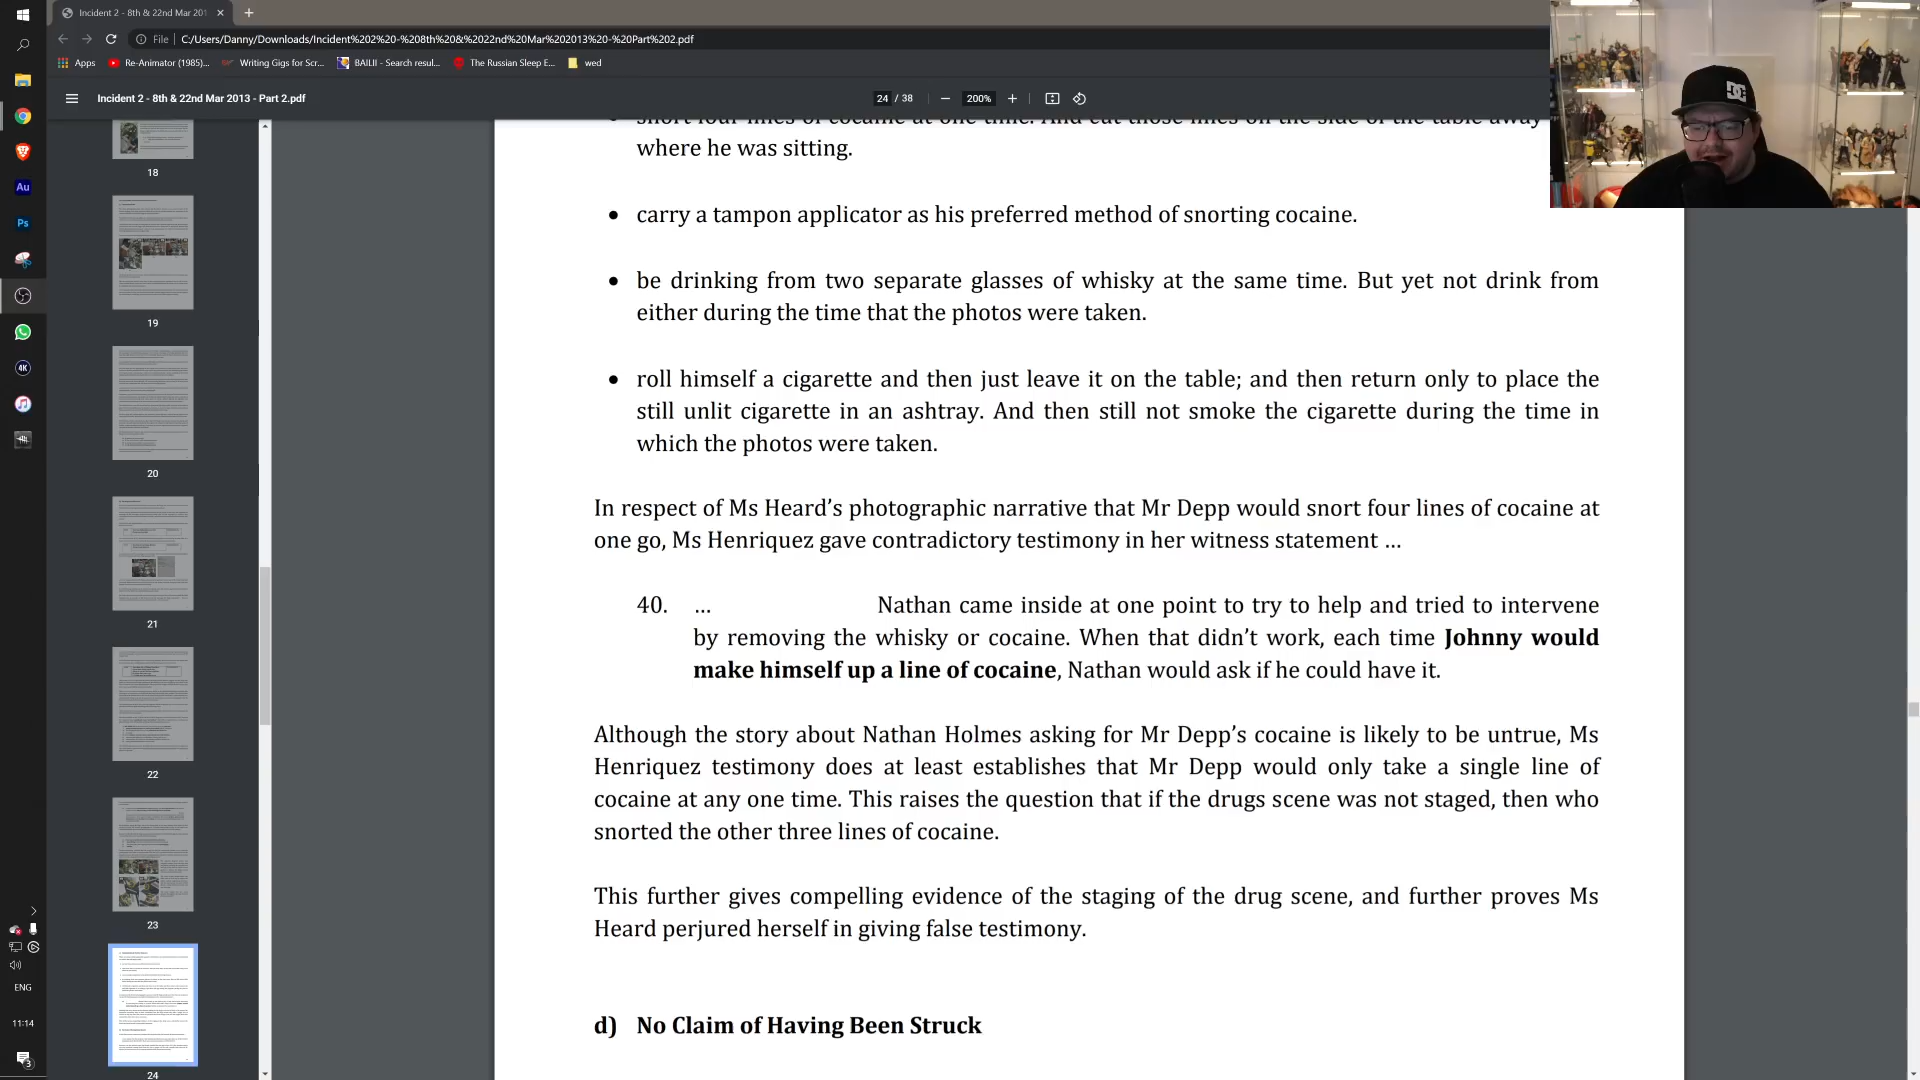 Incident 2 - 8th & 22nd Mar 201
File
C:/Users/Danny/Downloads/Incident%202%20-%208th%20&%2022nd%20Mar%202013%20-%20Part%202.pdf
Apps
Re-Animator (1985)...
Writing Gigs for Scr...
BAILII - Search resul...
The Russian Sleep E...
wed
Incident 2 - 8th & 22nd Mar 2013 - Part 2.pdf
24 / 38
200%
snort four lines of cocaine at one time. And cut those lines on the side of the table away
where he was sitting.
• carry a tampon applicator as his preferred method of snorting cocaine.
• be drinking from two separate glasses of whisky at the same time. But yet not drink from
either during the time that the photos were taken.
• roll himself a cigarette and then just leave it on the table; and then return only to place the
still unlit cigarette in an ashtray. And then still not smoke the cigarette during the time in
which the photos were taken.
In respect of Ms Heard’s photographic narrative that Mr Depp would snort four lines of cocaine at
one go, Ms Henriquez gave contradictory testimony in her witness statement ...
40. ... Nathan came inside at one point to try to help and tried to intervene
by removing the whisky or cocaine. When that didn’t work, each time Johnny would
make himself up a line of cocaine, Nathan would ask if he could have it.
Although the story about Nathan Holmes asking for Mr Depp’s cocaine is likely to be untrue, Ms
Henriquez testimony does at least establishes that Mr Depp would only take a single line of
cocaine at any one time. This raises the question that if the drugs scene was not staged, then who
snorted the other three lines of cocaine.
This further gives compelling evidence of the staging of the drug scene, and further proves Ms
Heard perjured herself in giving false testimony.
d) No Claim of Having Been Struck
18
19
20
21
22
23
24
Au
Ps
4K
ENG
11:14
3
DC